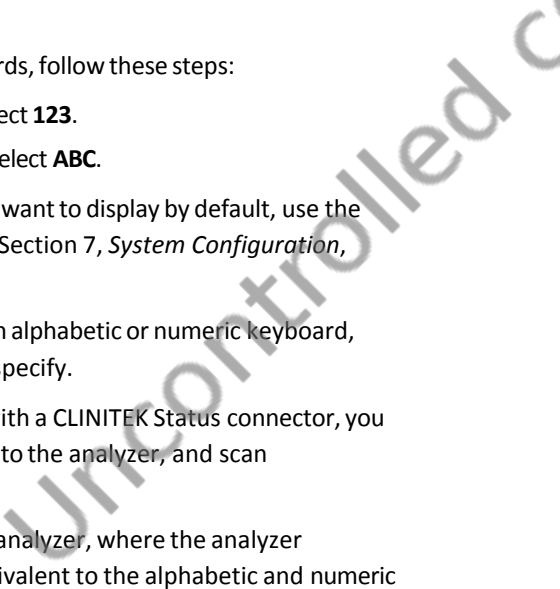 rds, follow these steps:
ect 123.
elect ABC.
want to display by default, use the
Section 7, System Configuration,
n alphabetic or numeric keyboard,
specify.
ith a CLINITEK Status connector, you
to the analyzer, and scan
analyzer, where the analyzer
ivalent to the alphabetic and numeric
Uncontrolled c